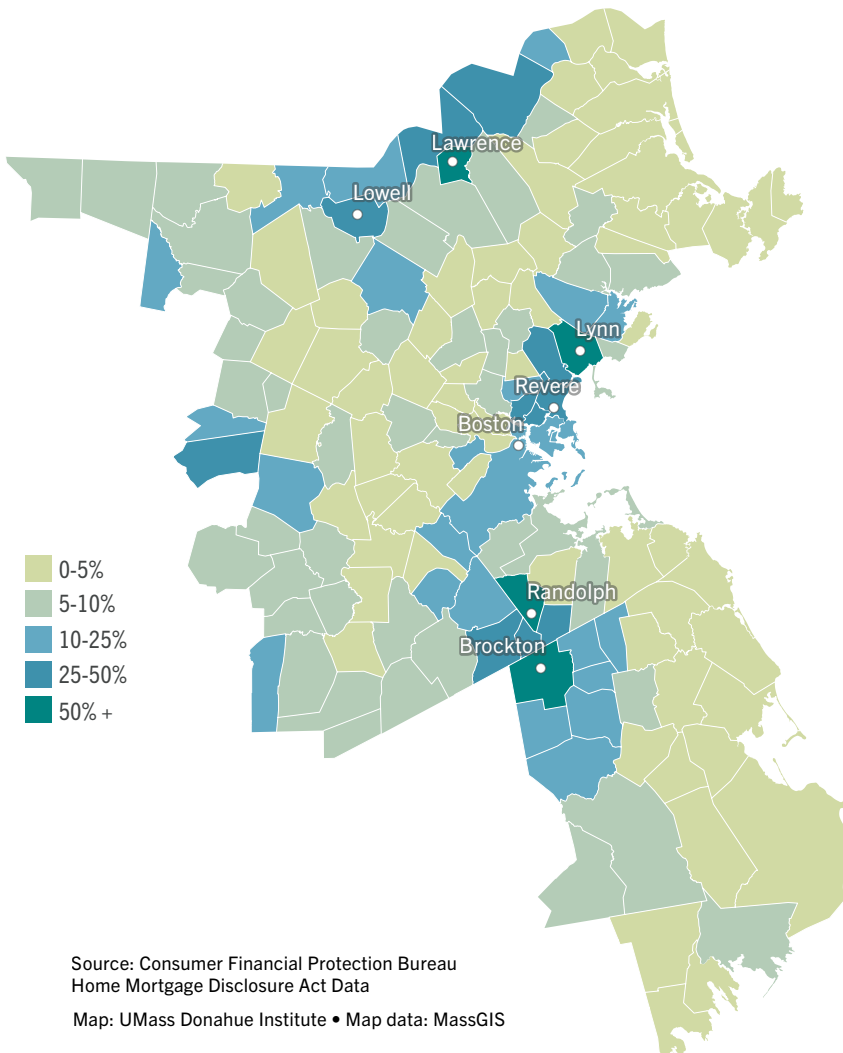 Lawrence
Lowell
Lynn
Revere
Boston
0-5%
5-10%
10-25%
25-50%
50% +
Randolph
Brockton
Source: Consumer Financial Protection Bureau
Home Mortgage Disclosure Act Data
Map: UMass Donahue Institute • Map data: MassGIS